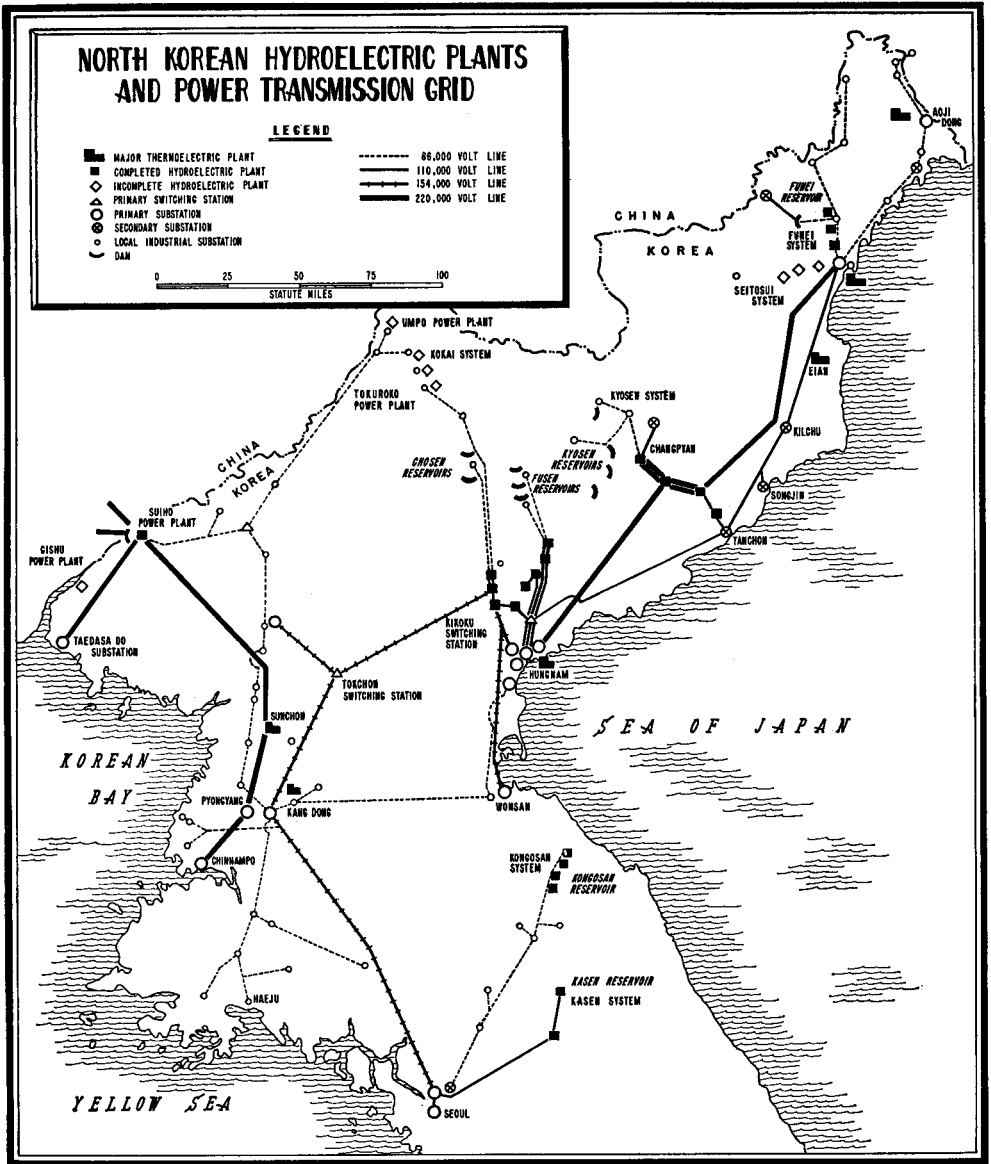 NORTH KOREAN HYDROELECTRIC PLANTS
AND POWER TRANSMISSION GRID
LEGEND
MAJOR THERMOELECTRIC PLANT
COMPLETED HYDROELECTRIC PLANT
INCOMPLETE HYDROELECTRIC PLANT
PRIMARY SWITCHING STATION
PRIMARY SUBSTATION
SECONDARY SUBSTATION
LOCAL INDUSTRIAL SUBSTATION
DAM
66,000 VOLT LINE
110,000 VOLT LINE
154,000 VOLT LINE
220,000 VOLT LINE
0 25 50 75 100
STATUTE MILES
AOJI
DONG
FUNEI
RESERVOIR
CHINA
KOREA
FUNEI
SYSTEM
SEITOSUI
SYSTEM
UMPO POWER PLANT
KOKAI SYSTEM
TOKUROKO
POWER PLANT
EIAN
KYOSEN SYSTEM
KILCHU
CHANGPYAN
KYOSEN
RESERVOIRS
CHOSEN
RESERVOIRS
FUSEN
RESERVOIRS
SONGJIN
CHINA
KOREA
SUIHO
POWER PLANT
TANCHON
GISHU
POWER PLANT
TAEDASA DO
SUBSTATION
KIKOKU
SWITCHING
STATION
HUNGNAM
TOKCHON
SWITCHING STATION
SUNCHON
SEA OF JAPAN
KOREAN
BAY
PYONGYANG
KANG DONG
WONSAN
CHINNAMPO
KONGOSAN
SYSTEM
KONGOSAN
RESERVOIR
KASEN RESERVOIR
KASEN SYSTEM
HAEJU
YELLOW SEA
SEOUL